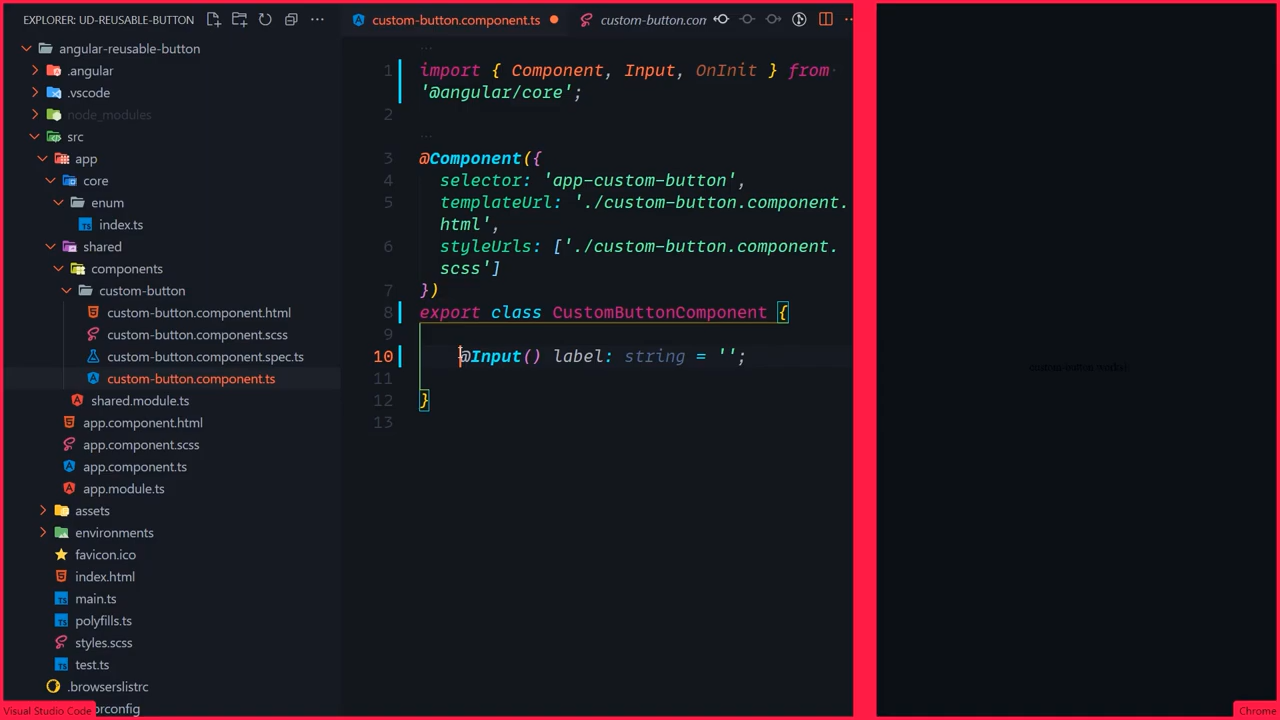 EXPLORER: UD-REUSABLE-BUTTON
angular-reusable-button
.angular
.vscode
node_modules
src
app
core
enum
index.ts
shared
components
custom-button
custom-button.component.html
custom-button.component.scss
custom-button.component.spec.ts
custom-button.component.ts
shared.module.ts
app.component.html
app.component.scss
app.component.ts
app.module.ts
assets
environments
favicon.ico
index.html
main.ts
polyfills.ts
styles.scss
test.ts
.browserslistrc
orconfig
Visual Studio Code
custom-button.component.ts
custom-button.com
1 import { Component, Input, OnInit } from
'@angular/core';
2
3 @Component({
4 selector: 'app-custom-button',
5 templateUrl: './custom-button.component.
html',
6 styleUrls: ['./custom-button.component.
scss']
7 })
8 export class CustomButtonComponent {
9
10 @Input() label: string = '';
11
12 }
13
Chrome